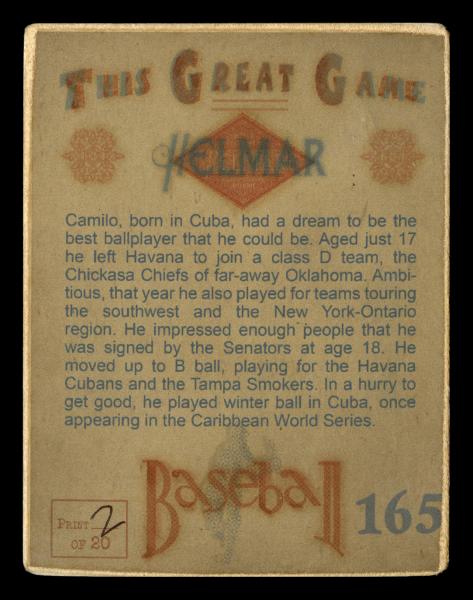 THIS GREAT GAME
HELMAR
Camilo, born in Cuba, had a dream to be the
best ballplayer that he could be. Aged just 17
he left Havana to join a class D team, the
Chickasa Chiefs of far-away Oklahoma. Ambi-
tious, that year he also played for teams touring
the southwest and the New York-Ontario
region. He impressed enough people that he
was signed by the Senators at age 18. He
moved up to B ball, playing for the Havana
Cubans and the Tampa Smokers. In a hurry to
get good, he played winter ball in Cuba, once
appearing in the Caribbean World Series.
Baseball
165
PRINT 2
OF 20